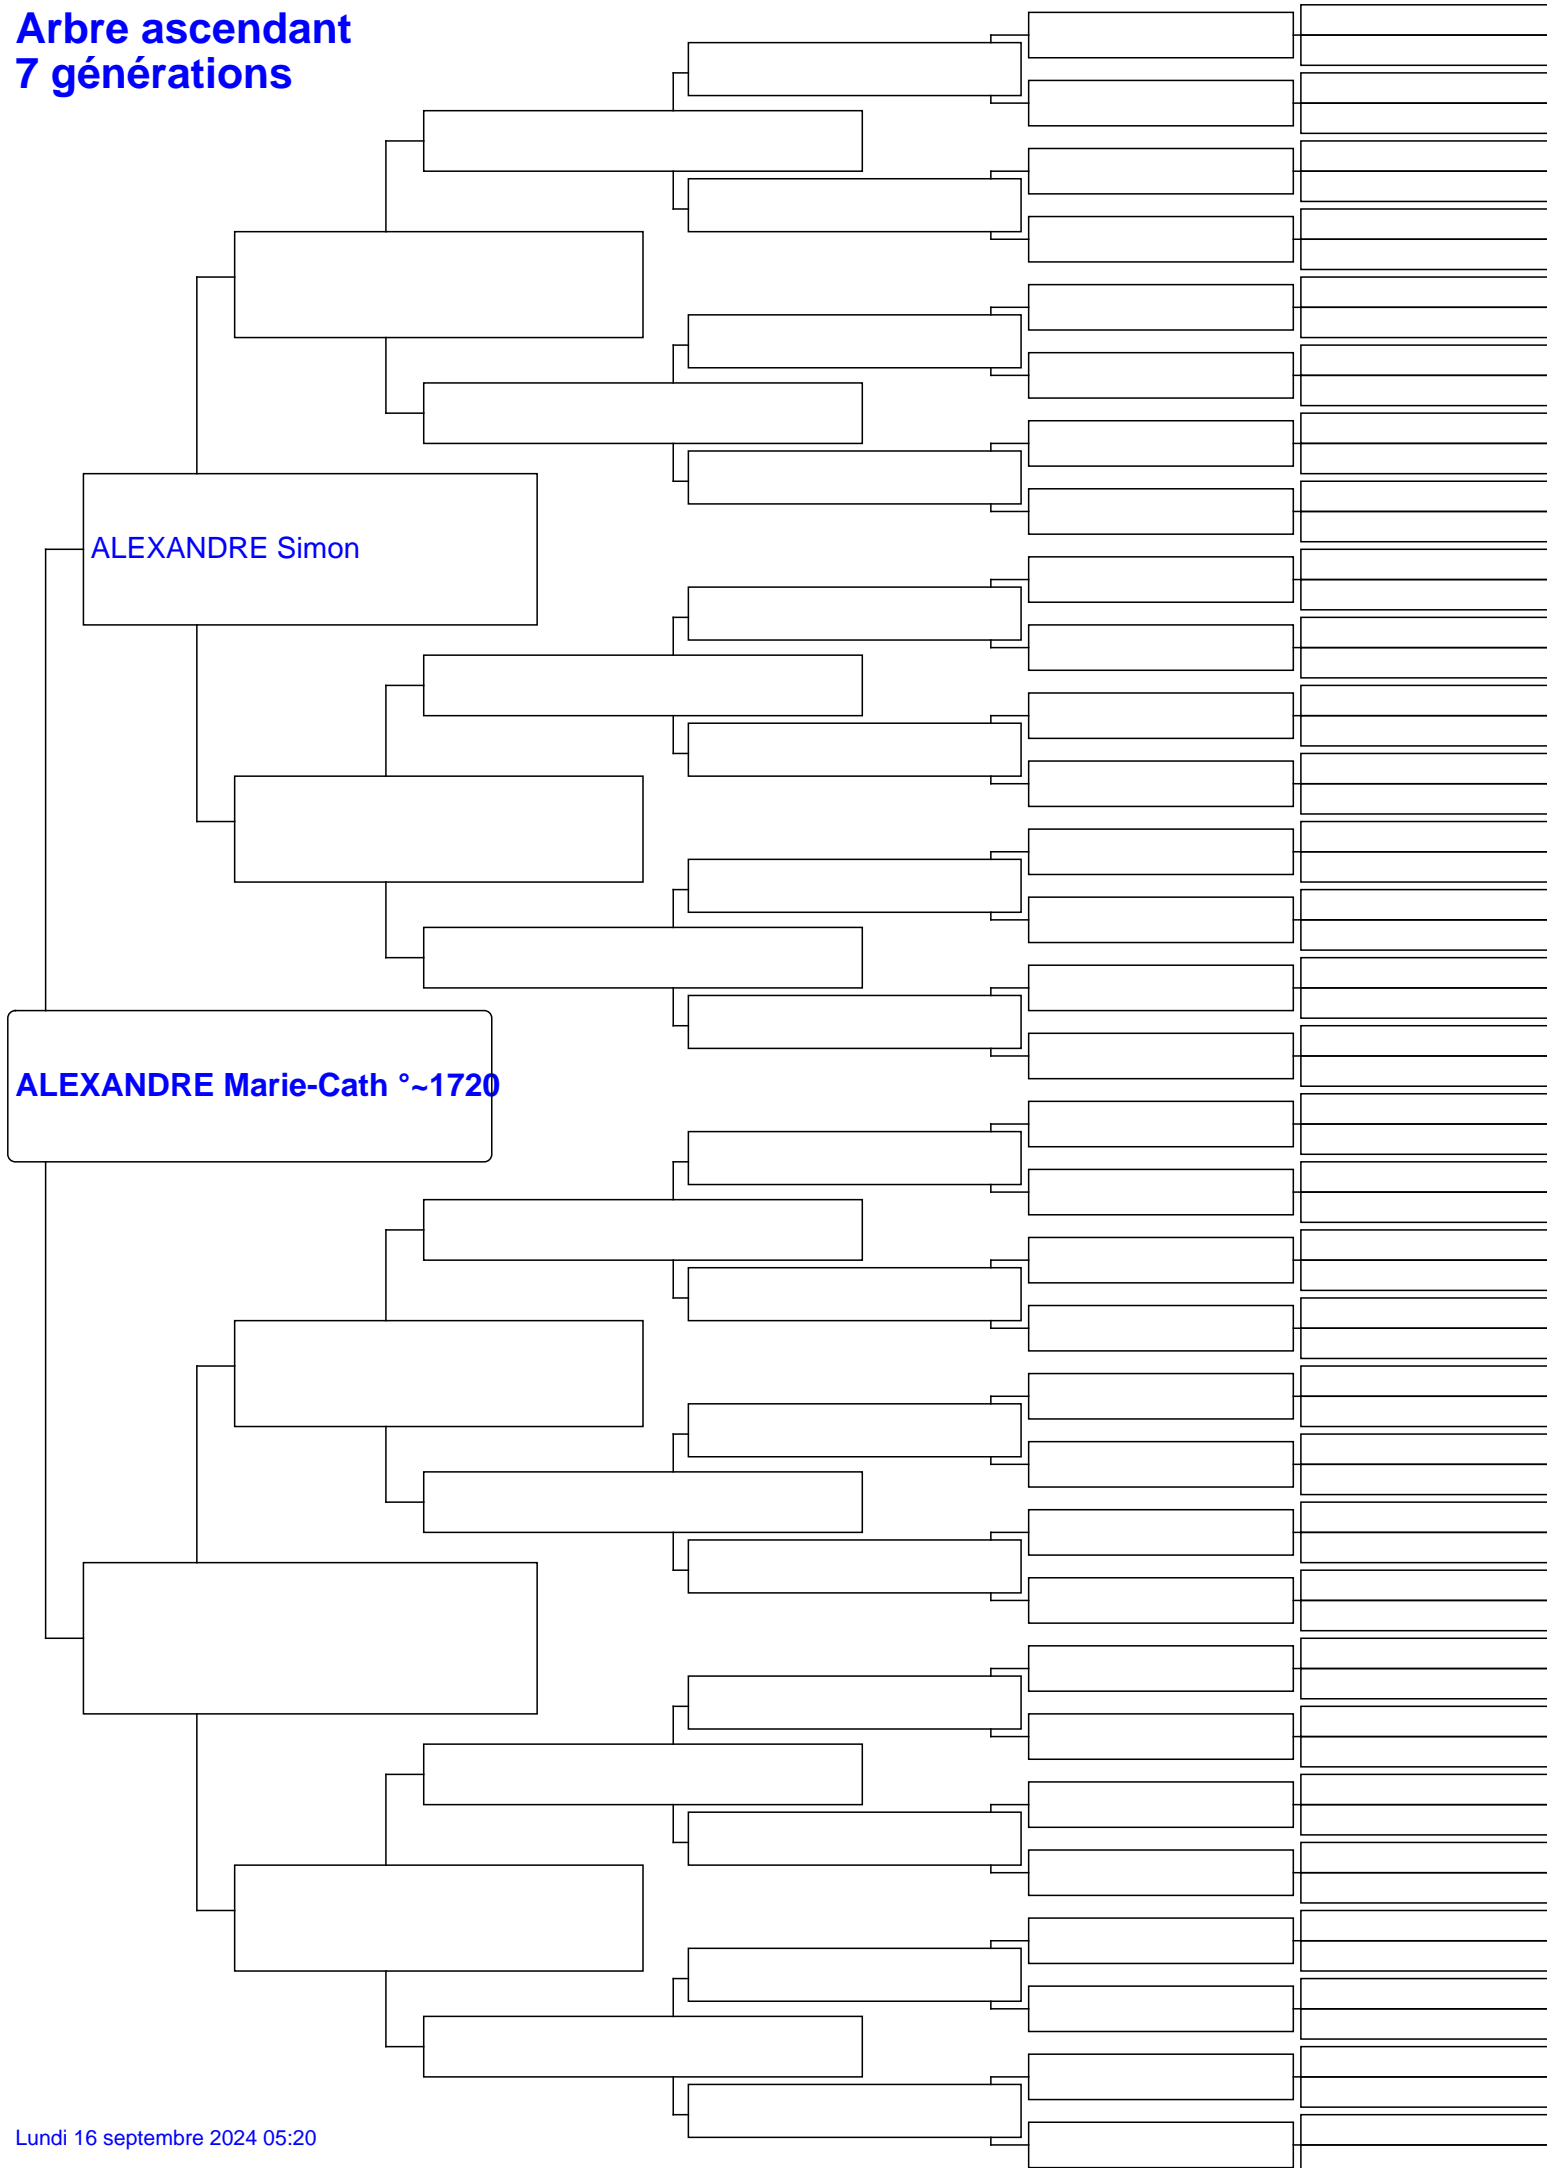 Arbre ascendant
7 générations
ALEXANDRE Simon
ALEXANDRE Marie-Cath °~1720
Lundi 16 septembre 2024 05:20